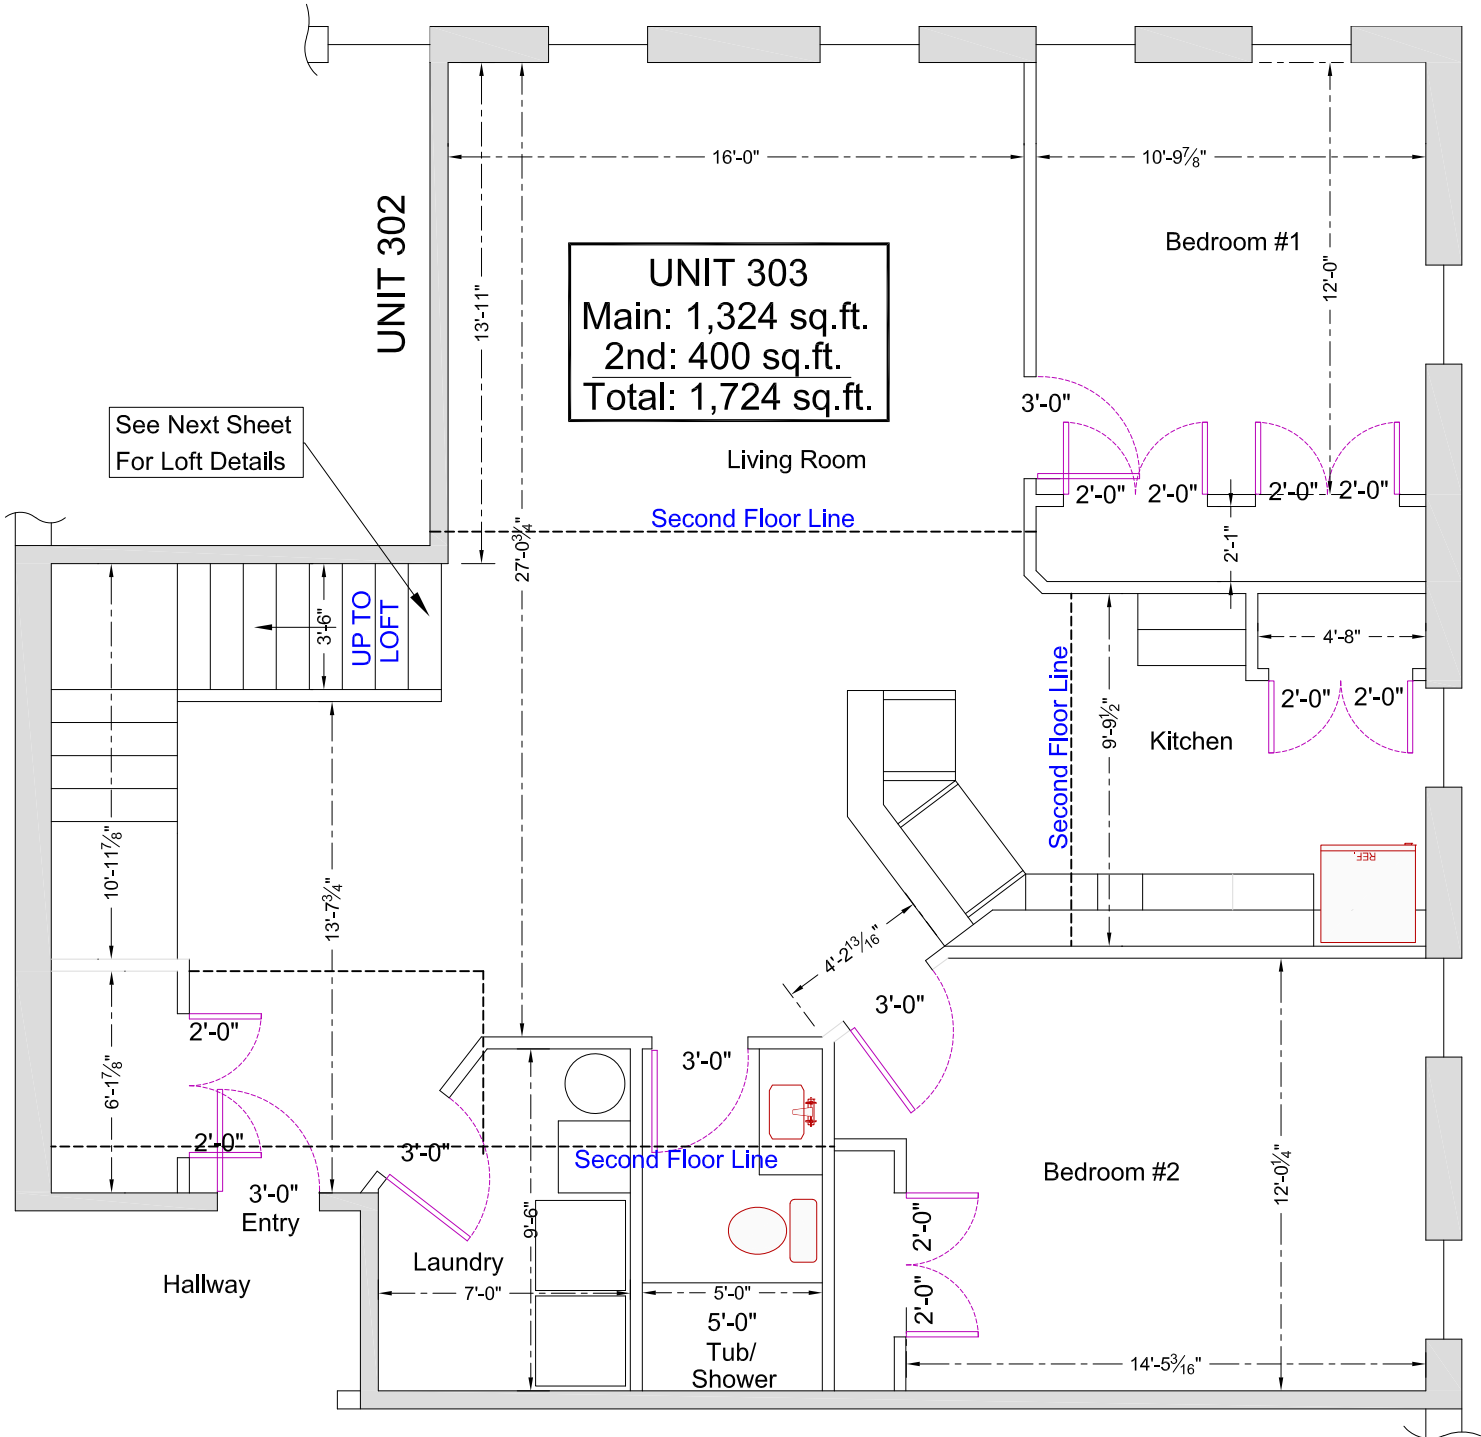 16'-0"
10'-9⅞"
UNIT 302
Bedroom #1
UNIT 303
Main: 1,324 sq.ft.
2nd: 400 sq.ft.
Total: 1,724 sq.ft.
13'-11"
12'-0"
3'-0"
See Next Sheet
For Loft Details
Living Room
2'-0" 2'-0" 2'-0" 2'-0"
Second Floor Line
27'-0¾"
2'-1"
3'-6"
UP TO
LOFT
4'-8"
2'-0" 2'-0"
Second Floor Line
9'-9½"
Kitchen
10'-11⅞"
REF.
13'-7¾"
4'-2¹³⁄₁₆"
3'-0"
2'-0"
3'-0"
6'-1⅞"
2'-0"
3'-0"
Second Floor Line
Bedroom #2
12'-0¼"
3'-0"
Entry
9'-6"
2'-0"
Laundry
Hallway
7'-0"
5'-0"
2'-0"
5'-0"
Tub/
Shower
14'-5³⁄₁₆"